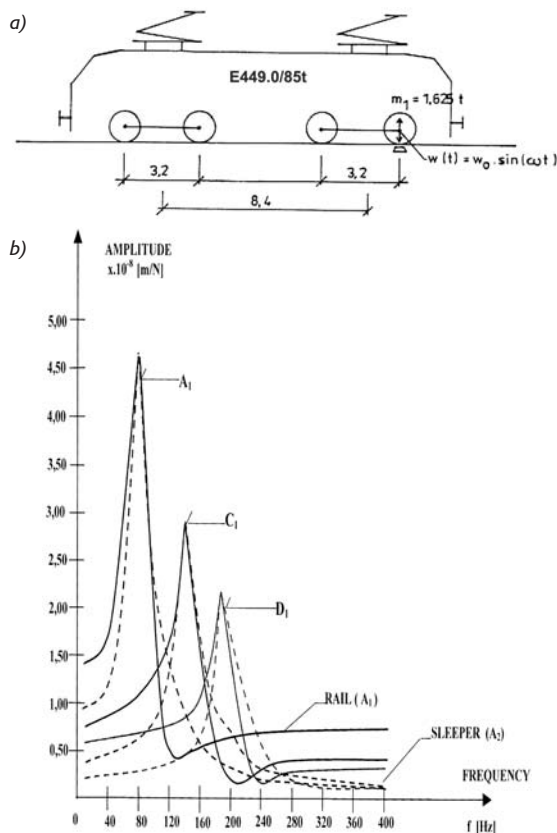 a)
E449.0/85t
m₁ = 1,625 t
w(t) = w₀ . sin(ωt)
3,2
3,2
8,4
b)
AMPLITUDE
x.10⁻⁸ [m/N]
5,00
4,50
4,00
3,50
3,00
2,50
2,00
1,50
1,00
0,50
A₁
C₁
D₁
RAIL (A₁)
SLEEPER (A₂)
FREQUENCY
0 40 80 120 160 200 240 280 320 360 400
f [Hz]